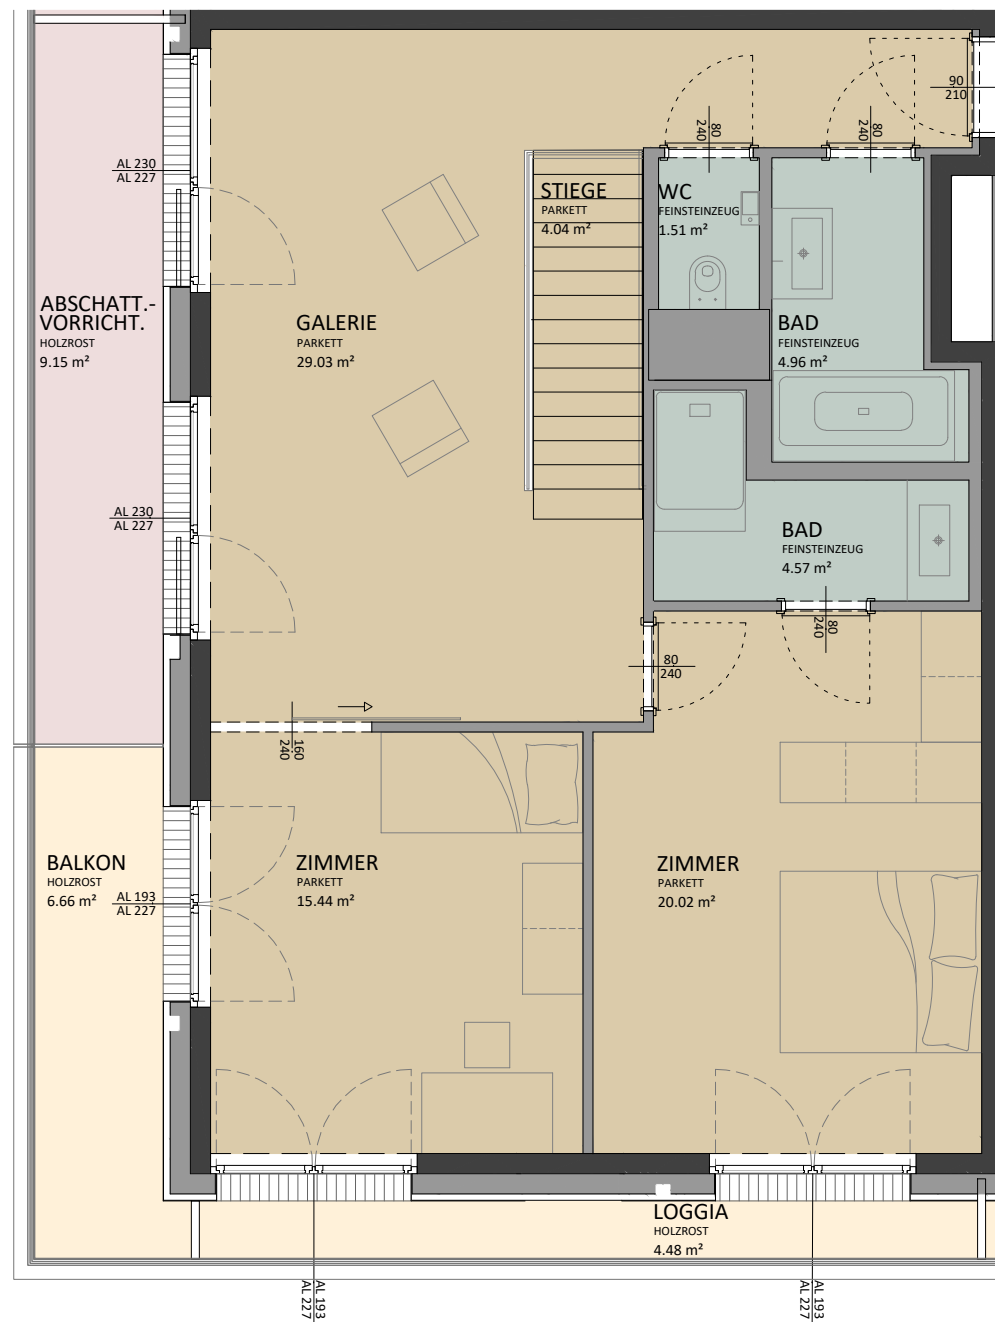 90
210
80
240
80
240
AL 230
AL 227
STIEGE
PARKETT
4.04 m²
WC
FEINSTEINZEUG
1.51 m²
ABSCHATT.-
VORRICHT.
HOLZROST
9.15 m²
GALERIE
PARKETT
29.03 m²
BAD
FEINSTEINZEUG
4.96 m²
AL 230
AL 227
BAD
FEINSTEINZEUG
4.57 m²
80
240
80
240
160
240
BALKON
HOLZROST
6.66 m²
AL 193
AL 227
ZIMMER
PARKETT
15.44 m²
ZIMMER
PARKETT
20.02 m²
LOGGIA
HOLZROST
4.48 m²
AL 193
AL 227
AL 193
AL 227